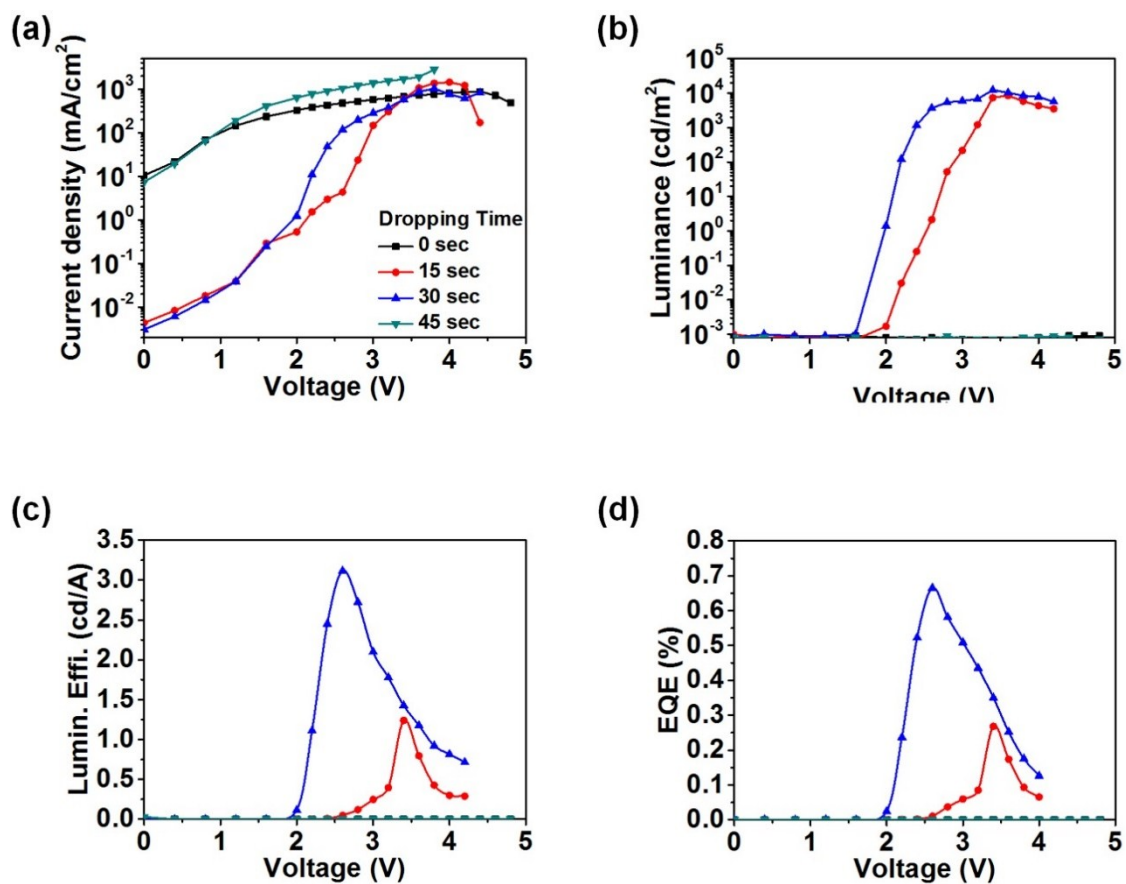 (a)
Current density (mA/cm²)
10³
10²
10¹
10⁰
10⁻¹
10⁻²
Dropping Time
0 sec
15 sec
30 sec
45 sec
0 1 2 3 4 5
Voltage (V)
(b)
Luminance (cd/m²)
10⁵
10⁴
10³
10²
10¹
10⁰
10⁻¹
10⁻²
10⁻³
0 1 2 3 4 5
Voltage (V)
(c)
Lumin. Effi. (cd/A)
3.5
3.0
2.5
2.0
1.5
1.0
0.5
0.0
0 1 2 3 4 5
Voltage (V)
(d)
EQE (%)
0.8
0.7
0.6
0.5
0.4
0.3
0.2
0.1
0.0
0 1 2 3 4 5
Voltage (V)